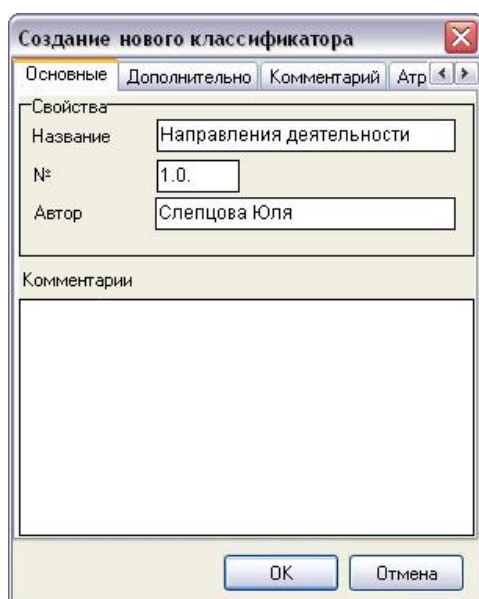 Создание нового классификатора
Основные Дополнительно Комментарий Атр
Свойства
Название Направления деятельности
№ 1.0.
Автор Слепцова Юля
Комментарии
OK Отмена